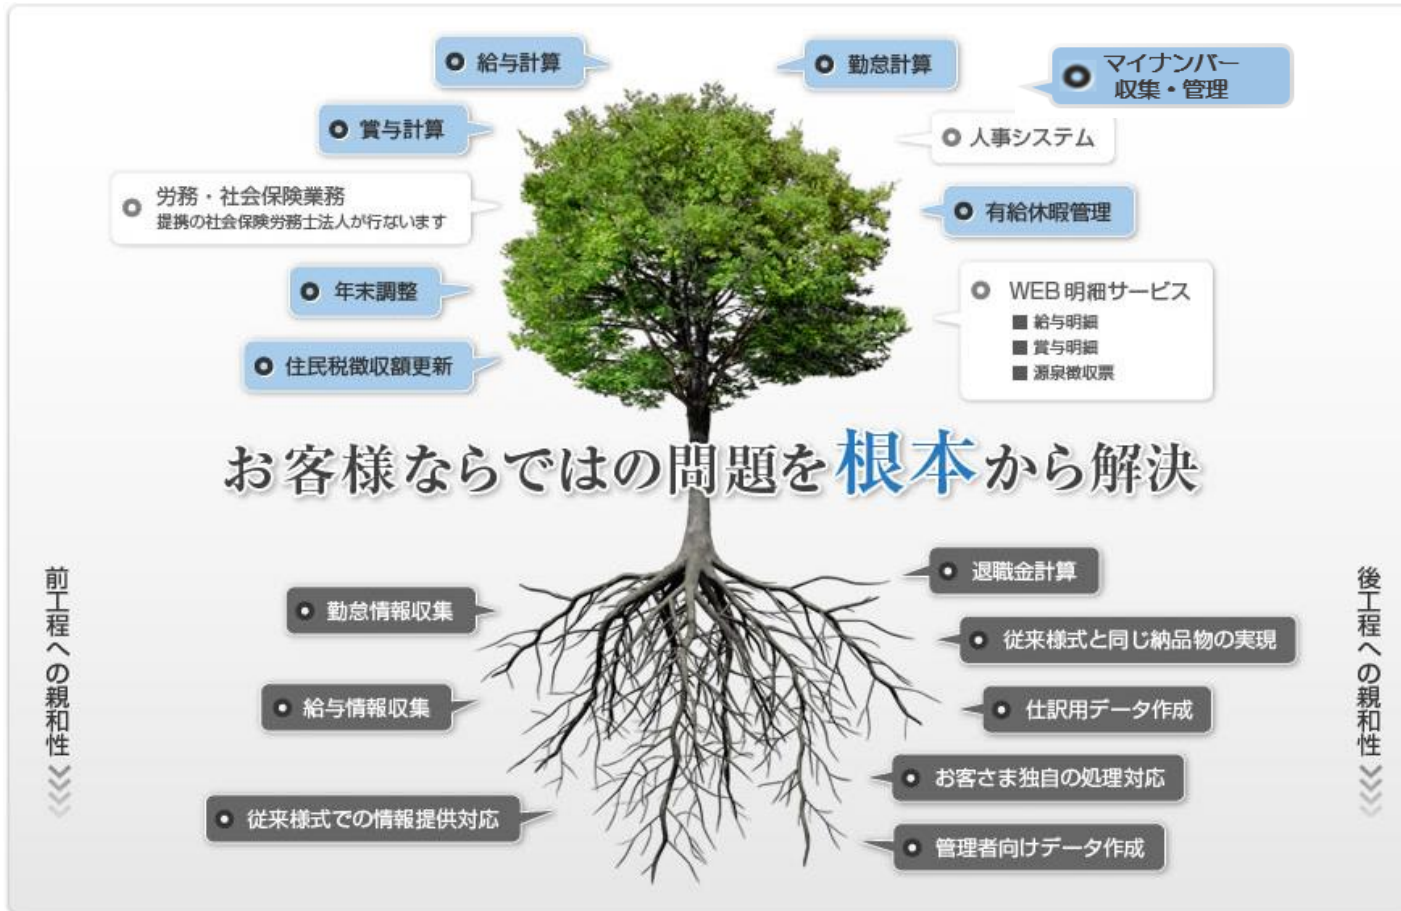 給与計算
勤怠計算
マイナンバー
収集・管理
賞与計算
人事システム
労務・社会保険業務
提携の社会保険労務士法人が行ないます
有給休暇管理
年末調整
WEB明細サービス
■ 給与明細
■ 賞与明細
■ 源泉徴収票
住民税徴収額更新
お客様ならではの問題を根本から解決
前工程への親和性
後工程への親和性
勤怠情報収集
給与情報収集
従来様式での情報提供対応
退職金計算
従来様式と同じ納品物の実現
仕訳用データ作成
お客さま独自の処理対応
管理者向けデータ作成